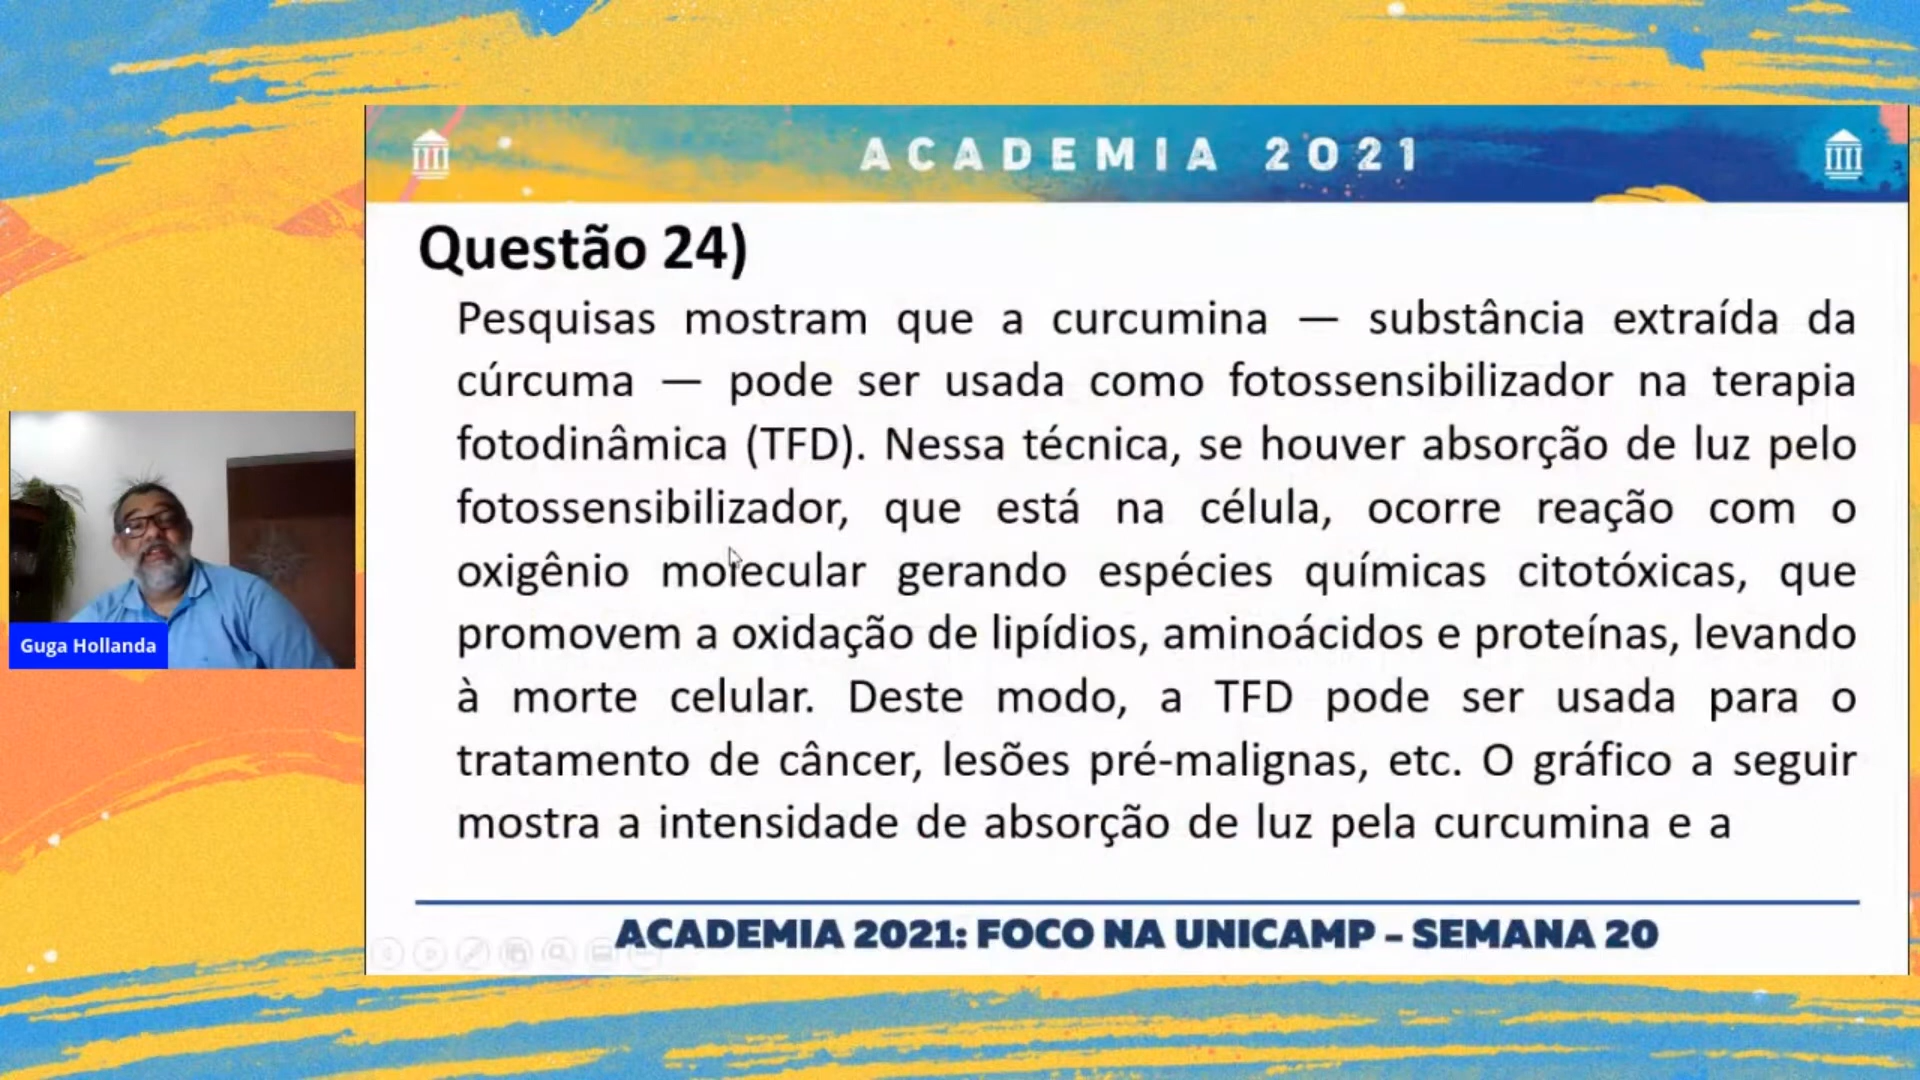 ACADEMIA 2021
Questão 24)
Pesquisas mostram que a curcumina — substância extraída da
cúrcuma — pode ser usada como fotossensibilizador na terapia
fotodinâmica (TFD). Nessa técnica, se houver absorção de luz pelo
fotossensibilizador, que está na célula, ocorre reação com o
oxigênio molecular gerando espécies químicas citotóxicas, que
promovem a oxidação de lipídios, aminoácidos e proteínas, levando
à morte celular. Deste modo, a TFD pode ser usada para o
tratamento de câncer, lesões pré-malignas, etc. O gráfico a seguir
mostra a intensidade de absorção de luz pela curcumina e a
Guga Hollanda
ACADEMIA 2021: FOCO NA UNICAMP – SEMANA 20